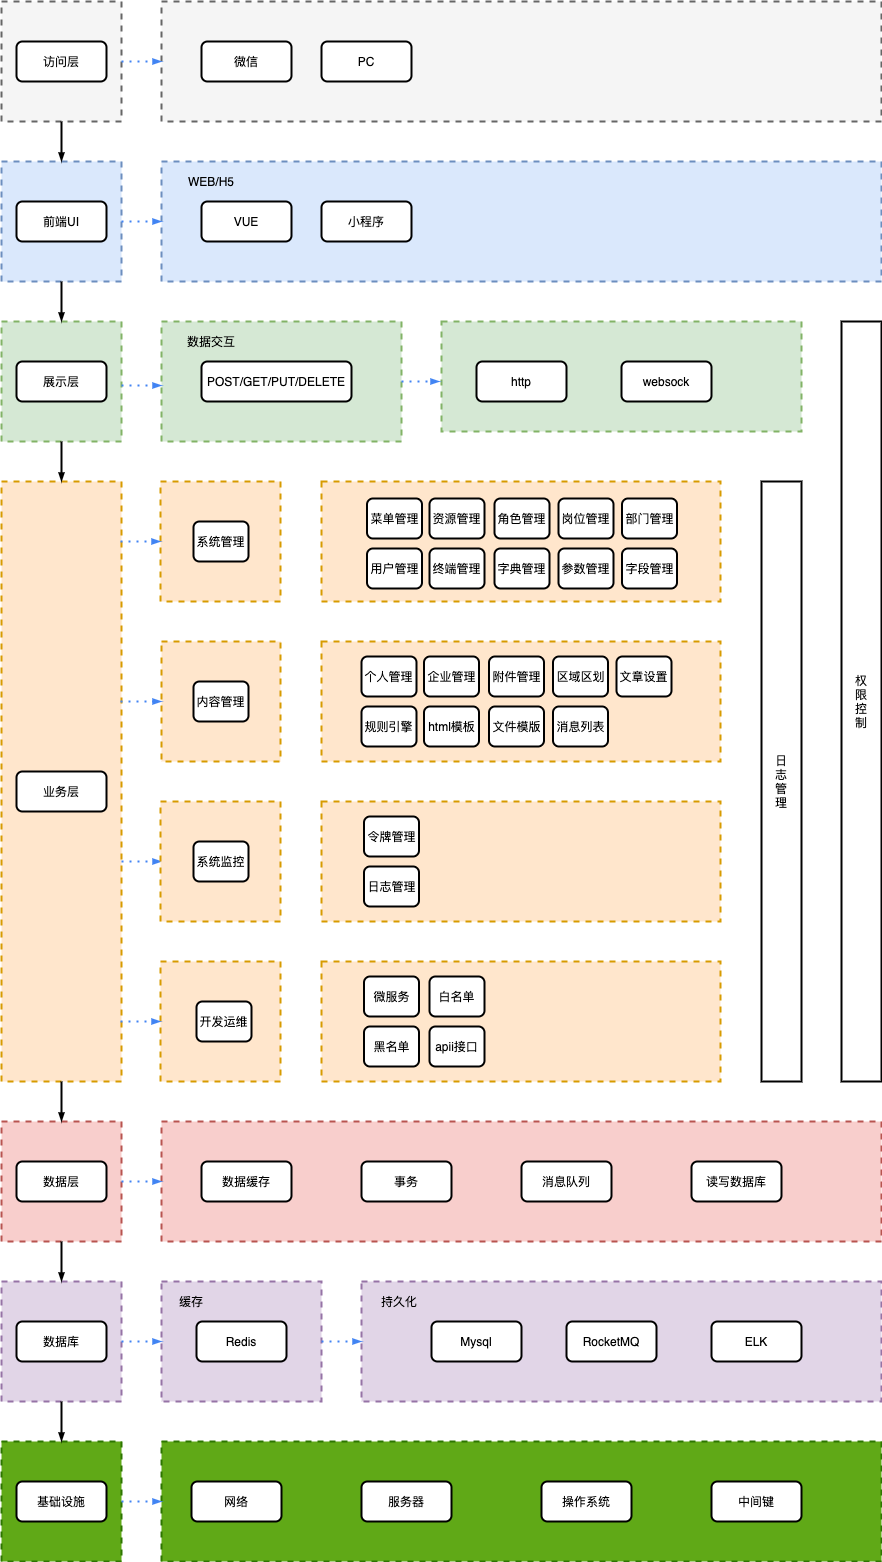 访问层
微信
PC
WEB/H5
前端UI
VUE
小程序
数据交互
展示层
POST/GET/PUT/DELETE
http
websock
业务层
系统管理
菜单管理
资源管理
角色管理
岗位管理
部门管理
用户管理
终端管理
字典管理
参数管理
字段管理
内容管理
个人管理
企业管理
附件管理
区域区划
文章设置
规则引擎
html模板
文件模版
消息列表
系统监控
令牌管理
日志管理
开发运维
微服务
白名单
黑名单
apii接口
日志管理
权限控制
数据层
数据缓存
事务
消息队列
读写数据库
缓存
持久化
数据库
Redis
Mysql
RocketMQ
ELK
基础设施
网络
服务器
操作系统
中间键